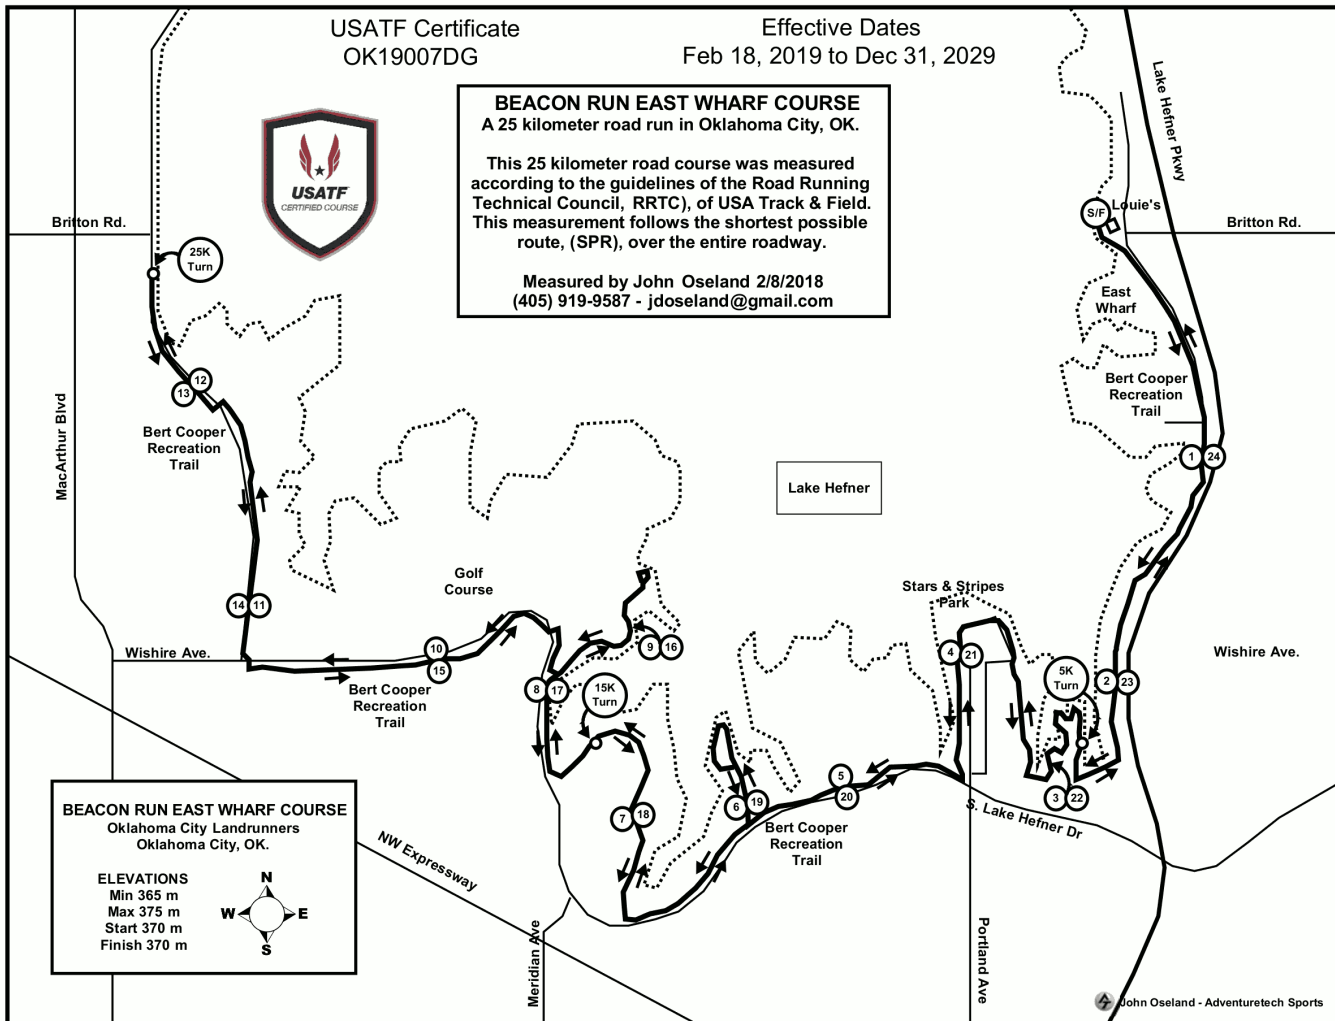 USATF Certificate
OK19007DG
Effective Dates
Feb 18, 2019 to Dec 31, 2029
BEACON RUN EAST WHARF COURSE
A 25 kilometer road run in Oklahoma City, OK.
This 25 kilometer road course was measured
according to the guidelines of the Road Running
Technical Council, RRTC), of USA Track & Field.
This measurement follows the shortest possible
route, (SPR), over the entire roadway.
Measured by John Oseland 2/8/2018
(405) 919-9587 - jdoseland@gmail.com
USATF
CERTIFIED COURSE
Lake Hefner Pkwy
S/F
Louie's
Britton Rd.
Britton Rd.
25K
Turn
East
Wharf
12
13
Bert Cooper
Recreation
Trail
Bert Cooper
Recreation
Trail
MacArthur Blvd
1
24
Lake Hefner
Golf
Course
Stars & Stripes
Park
14
11
Wishire Ave.
10
15
9
16
4
21
Wishire Ave.
Bert Cooper
Recreation
Trail
8
17
15K
Turn
5K
Turn
2
23
5
20
6
19
7
18
3
22
S. Lake Hefner Dr
Bert Cooper
Recreation
Trail
NW Expressway
BEACON RUN EAST WHARF COURSE
Oklahoma City Landrunners
Oklahoma City, OK.
ELEVATIONS
Min 365 m
Max 375 m
Start 370 m
Finish 370 m
N
W
E
S
Meridian Ave
Portland Ave
John Oseland - Adventuretech Sports